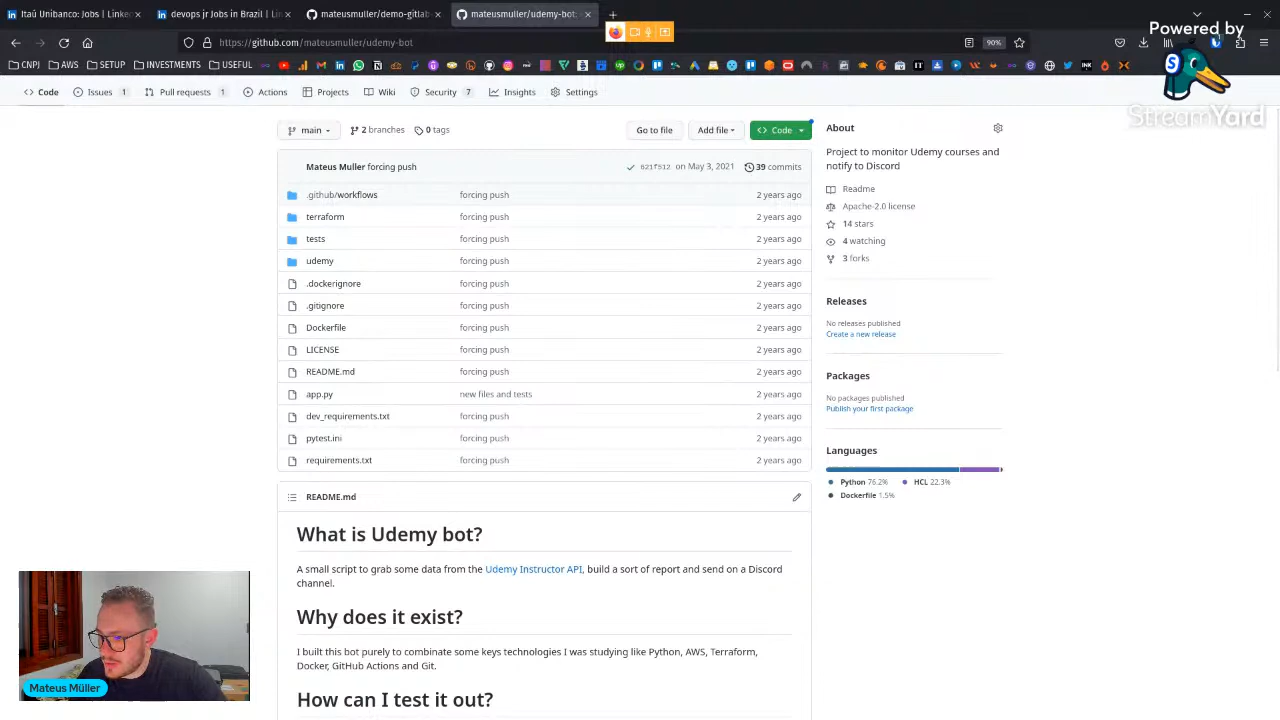 Itaú Unibanco: Jobs | Linke
devops jr Jobs in Brazil | Lin
mateusmuller/demo-gitlab
mateusmuller/udemy-bot:
Powered by
https://github.com/mateusmuller/udemy-bot
90%
CNPJ
AWS
SETUP
INVESTMENTS
USEFUL
StreamYard
Code
Issues 1
Pull requests 1
Actions
Projects
Wiki
Security 7
Insights
Settings
main
2 branches
0 tags
Go to file
Add file
Code
About
Project to monitor Udemy courses and
notify to Discord
Mateus Muller forcing push
621f512 on May 3, 2021
39 commits
.github/workflows forcing push 2 years ago
terraform forcing push 2 years ago
tests forcing push 2 years ago
udemy forcing push 2 years ago
.dockerignore forcing push 2 years ago
.gitignore forcing push 2 years ago
Dockerfile forcing push 2 years ago
LICENSE forcing push 2 years ago
README.md forcing push 2 years ago
app.py new files and tests 2 years ago
dev_requirements.txt forcing push 2 years ago
pytest.ini forcing push 2 years ago
requirements.txt forcing push 2 years ago
Readme
Apache-2.0 license
14 stars
4 watching
3 forks
Releases
No releases published
Create a new release
Packages
No packages published
Publish your first package
Languages
Python 76.2%
HCL 22.3%
Dockerfile 1.5%
README.md
What is Udemy bot?
A small script to grab some data from the Udemy Instructor API, build a sort of report and send on a Discord
channel.
Why does it exist?
I built this bot purely to combinate some keys technologies I was studying like Python, AWS, Terraform,
Docker, GitHub Actions and Git.
How can I test it out?
Mateus Müller